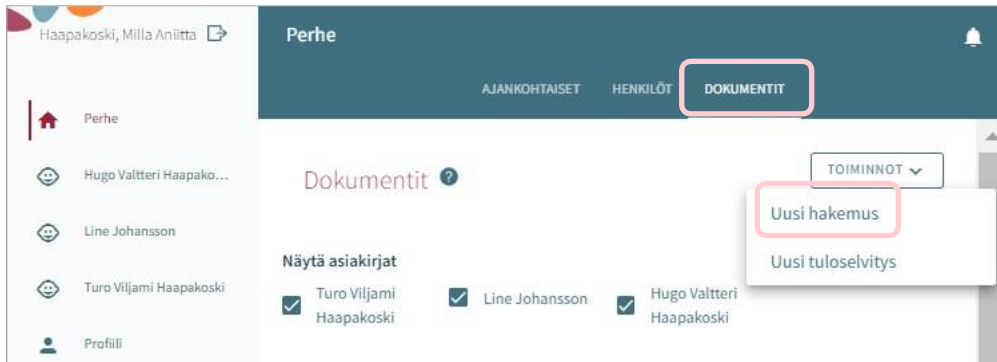 Haapakoski, Milla Aniitta
Perhe
Hugo Valtteri Haapako...
Line Johansson
Turo Viljami Haapakoski
Profiili
Perhe
AJANKOHTAISET HENKILÖT DOKUMENTIT
Dokumentit ?
TOIMINNOT
Uusi hakemus
Uusi tuloselvitys
Näytä asiakirjat
Turo Viljami
Haapakoski
Line Johansson
Hugo Valtteri
Haapakoski